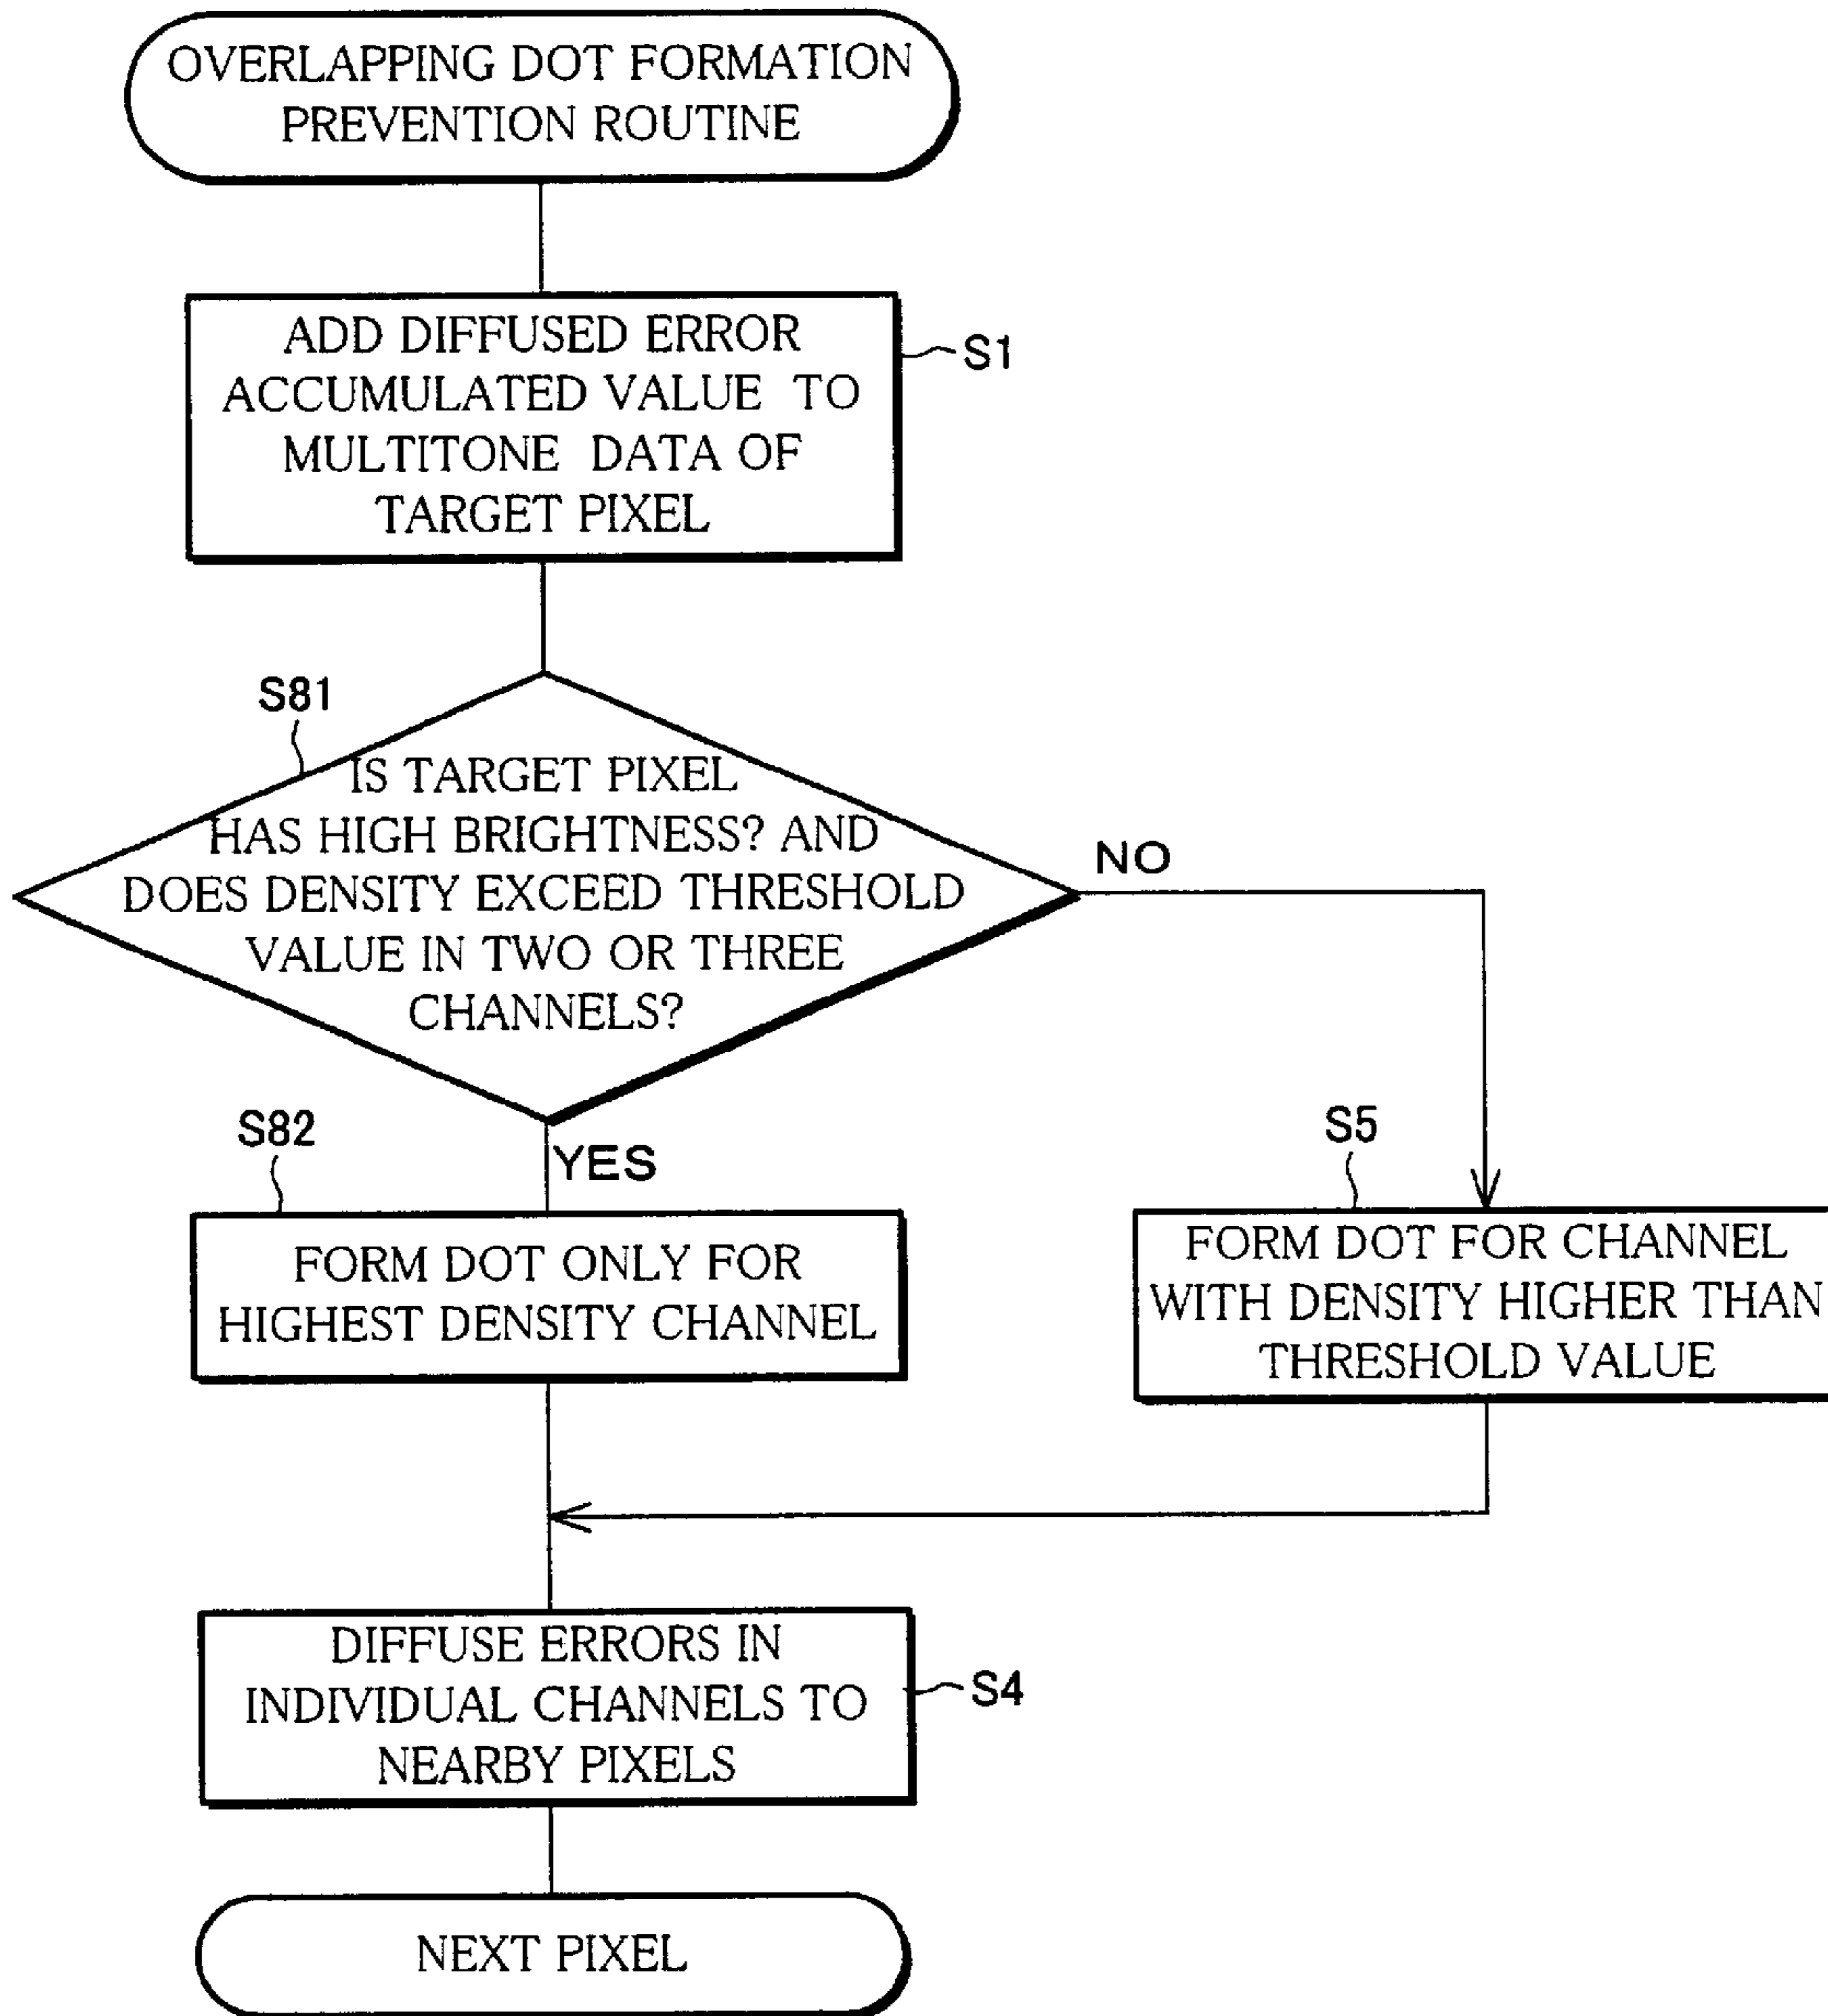 OVERLAPPING DOT FORMATION
PREVENTION ROUTINE
ADD DIFFUSED ERROR
ACCUMULATED VALUE TO
MULTITONE DATA OF
TARGET PIXEL
S1
S81
IS TARGET PIXEL
HAS HIGH BRIGHTNESS? AND
DOES DENSITY EXCEED THRESHOLD
VALUE IN TWO OR THREE
CHANNELS?
NO
YES
S82
FORM DOT ONLY FOR
HIGHEST DENSITY CHANNEL
S5
FORM DOT FOR CHANNEL
WITH DENSITY HIGHER THAN
THRESHOLD VALUE
DIFFUSE ERRORS IN
INDIVIDUAL CHANNELS TO
NEARBY PIXELS
S4
NEXT PIXEL